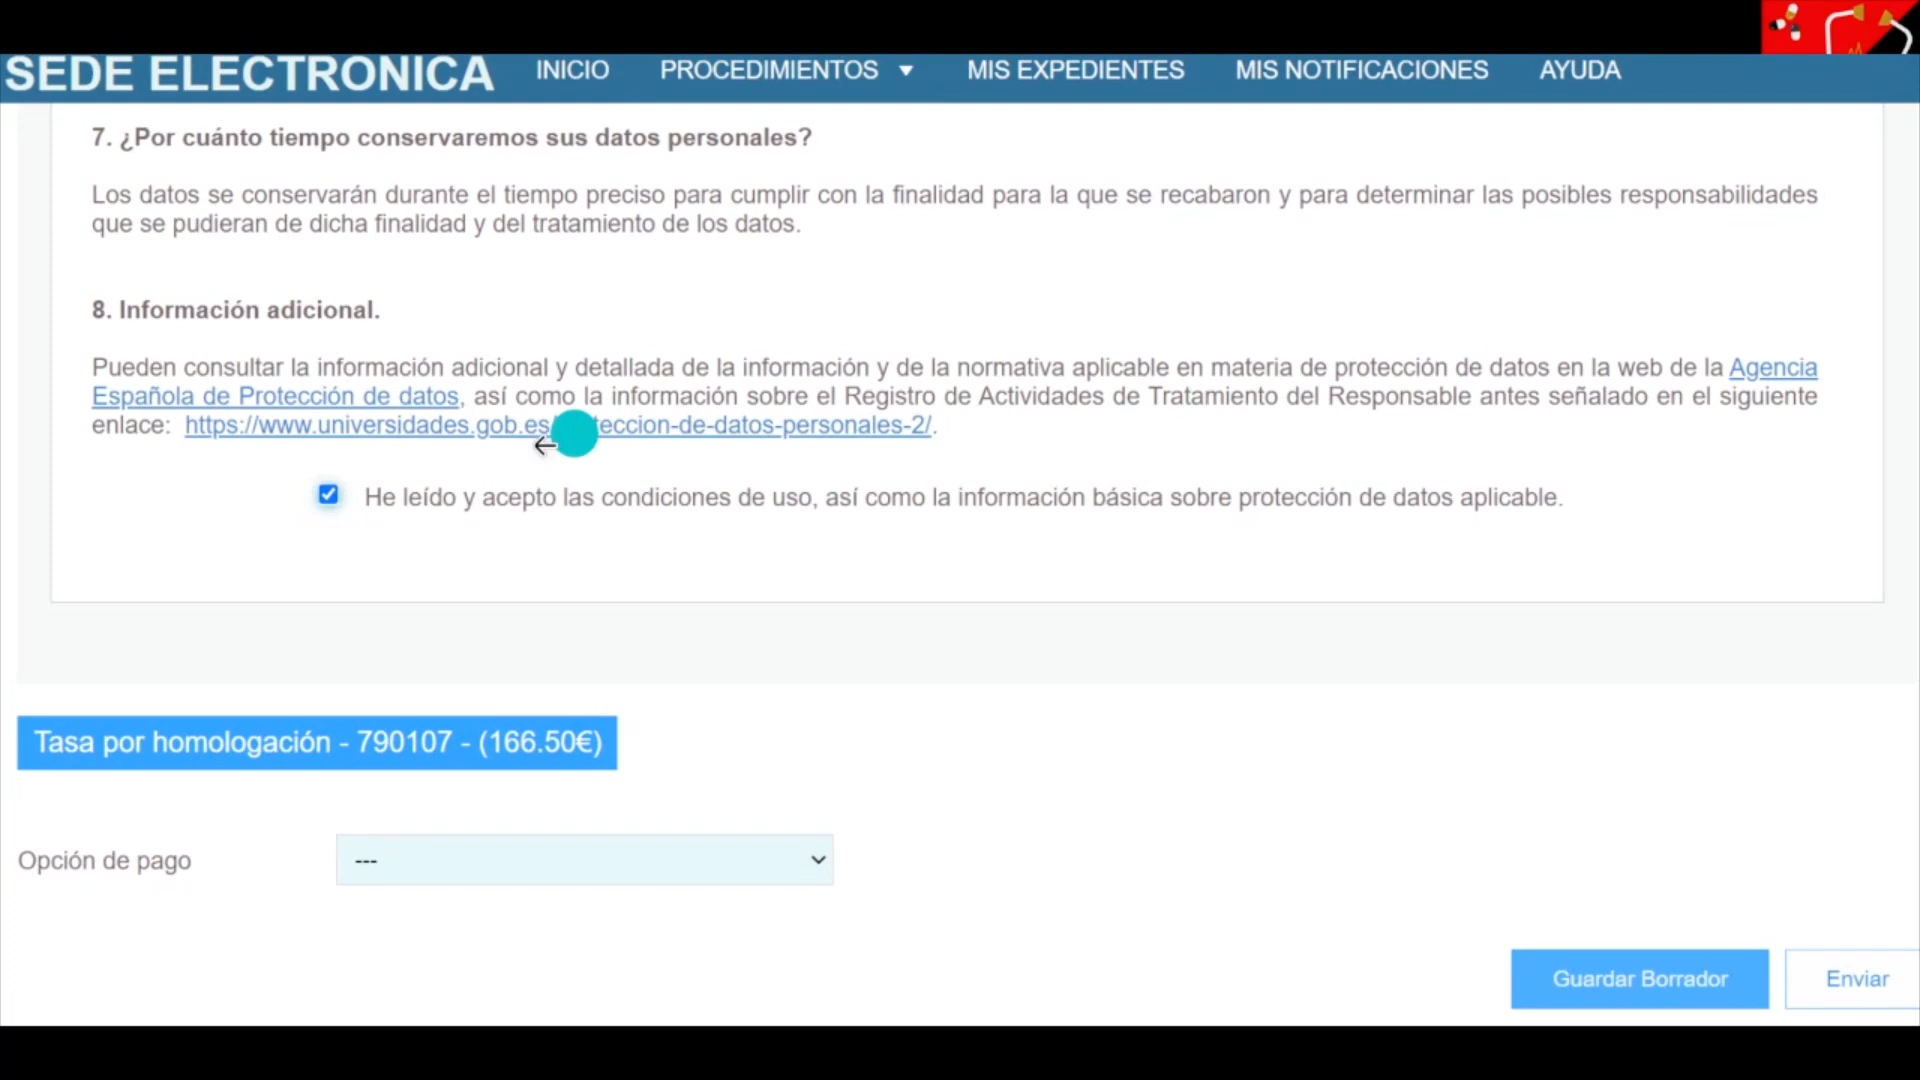 SEDE ELECTRONICA INICIO PROCEDIMIENTOS MIS EXPEDIENTES MIS NOTIFICACIONES AYUDA
7. ¿Por cuánto tiempo conservaremos sus datos personales?
Los datos se conservarán durante el tiempo preciso para cumplir con la finalidad para la que se recabaron y para determinar las posibles responsabilidades
que se pudieran de dicha finalidad y del tratamiento de los datos.
8. Información adicional.
Pueden consultar la información adicional y detallada de la información y de la normativa aplicable en materia de protección de datos en la web de la Agencia
Española de Protección de datos, así como la información sobre el Registro de Actividades de Tratamiento del Responsable antes señalado en el siguiente
enlace: https://www.universidades.gob.es/ teccion-de-datos-personales-2/.
He leído y acepto las condiciones de uso, así como la información básica sobre protección de datos aplicable.
Tasa por homologación - 790107 - (166.50€)
Opción de pago ---
Guardar Borrador Enviar